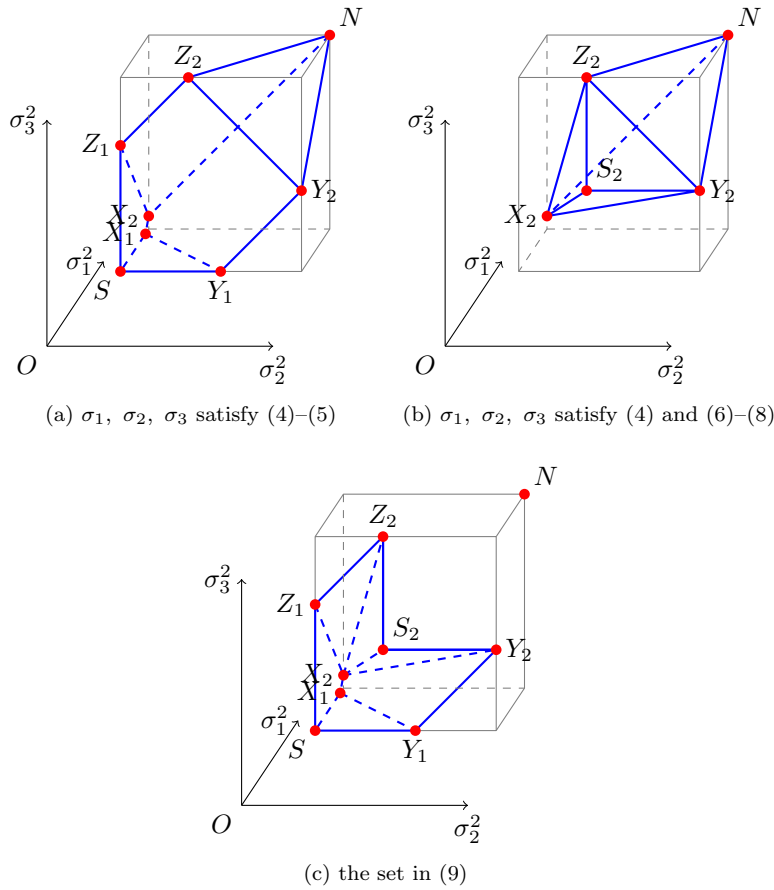 N
Z₂
σ₃²
Z₁
X₂
X₁
Y₂
σ₁²
S
Y₁
O
σ₂²
(a) σ₁, σ₂, σ₃ satisfy (4)–(5)
N
Z₂
σ₃²
S₂
Y₂
X₂
σ₁²
O
σ₂²
(b) σ₁, σ₂, σ₃ satisfy (4) and (6)–(8)
N
Z₂
σ₃²
Z₁
S₂
Y₂
X₂
X₁
σ₁²
S
Y₁
O
σ₂²
(c) the set in (9)